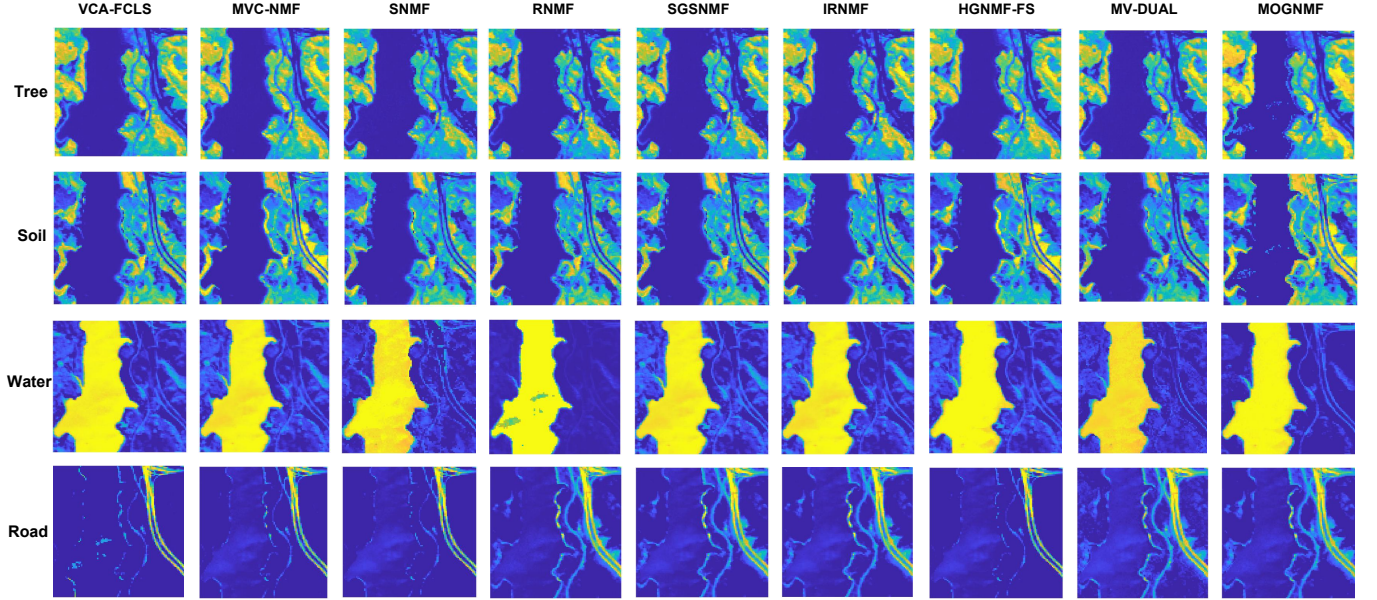 VCA-FCLS MVC-NMF SNMF RNMF SGSNMF IRNMF HGNMF-FS MV-DUAL MOGNMF
Tree
Soil
Water
Road